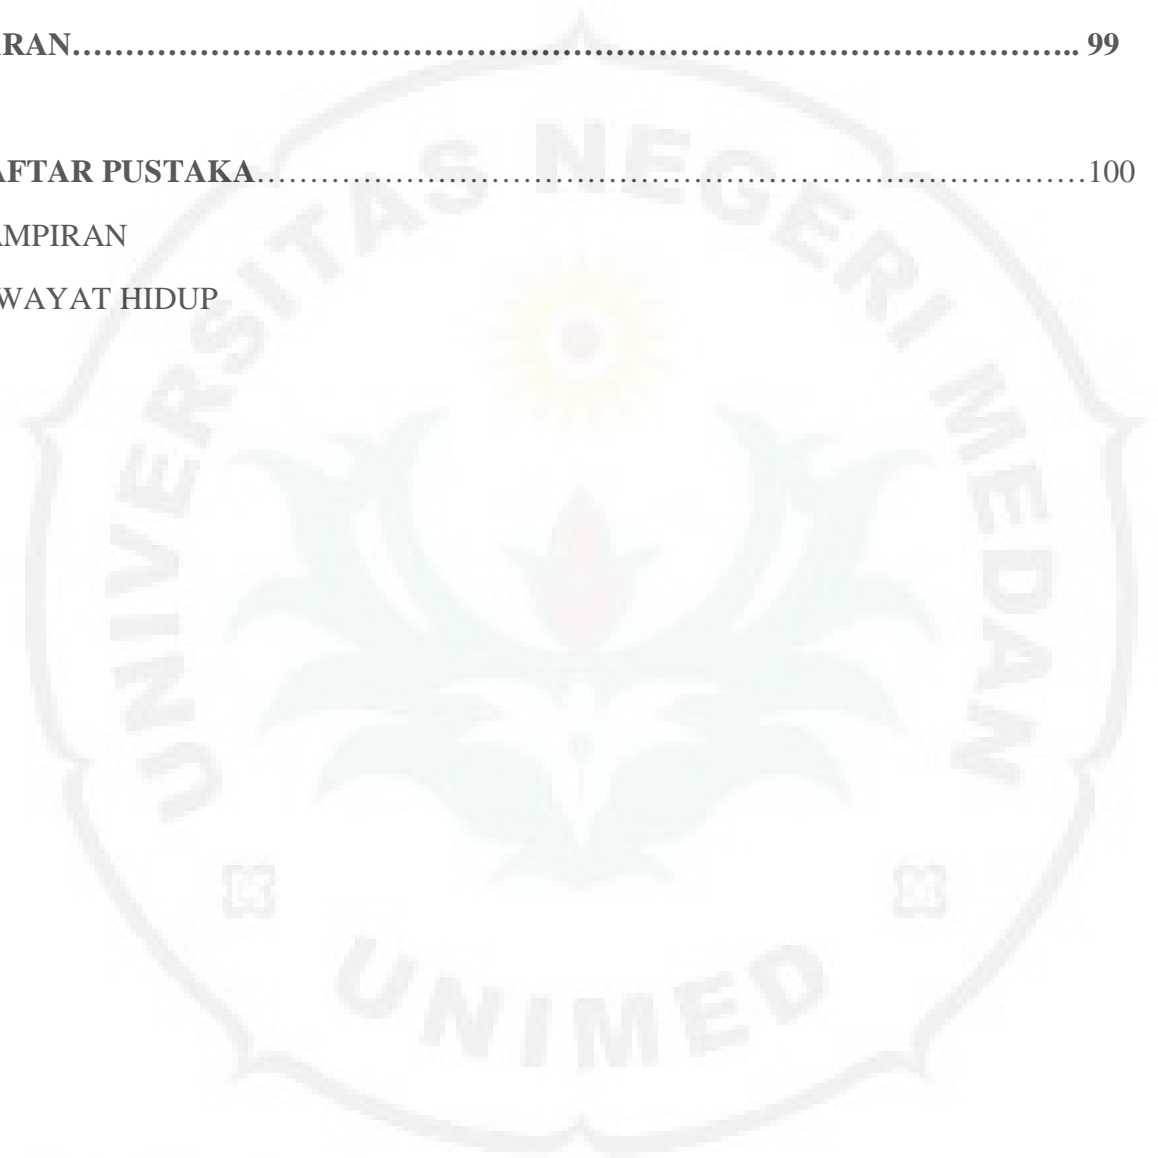 RAN……………………………………………………………………………….. 99
AFTAR PUSTAKA……………………………………………………………………100
AMPIRAN
WAYAT HIDUP
UNIVERSITAS NEGERI MEDAN
UNIMED